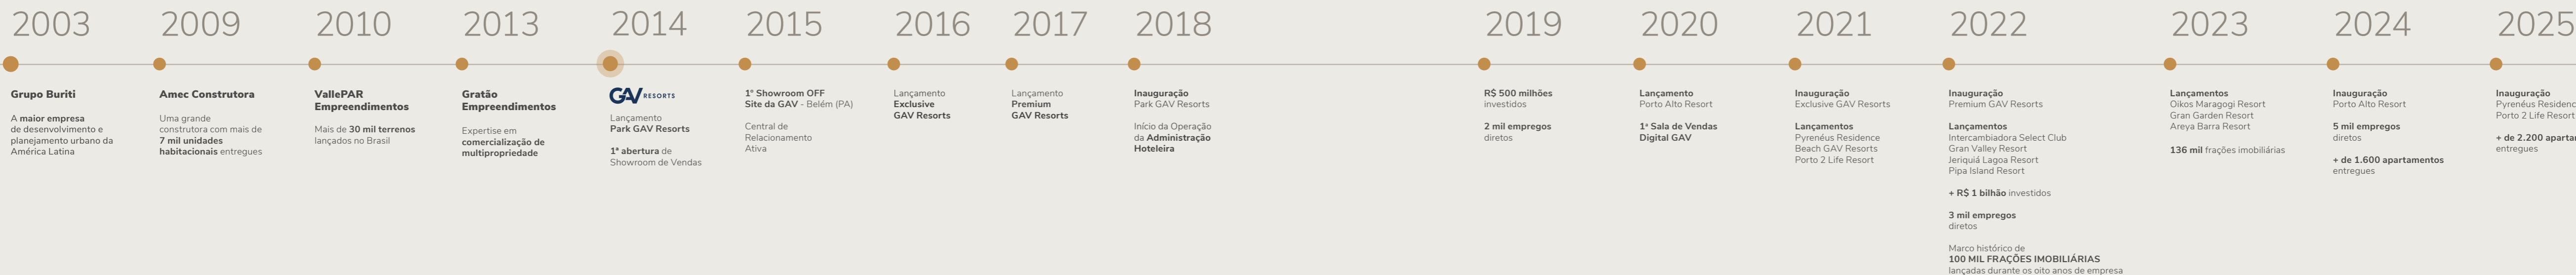 2003
Grupo Buriti
A maior empresa
de desenvolvimento e
planejamento urbano da
América Latina
2009
Amec Construtora
Uma grande
construtora com mais de
7 mil unidades
habitacionais entregues
2010
VallePAR
Empreendimentos
Mais de 30 mil terrenos
lançados no Brasil
2013
Gratão
Empreendimentos
Expertise em
comercialização de
multipropriedade
2014
GAV RESORTS
Lançamento
Park GAV Resorts
1ª abertura de
Showroom de Vendas
2015
1º Showroom OFF
Site da GAV - Belém (PA)
Central de
Relacionamento
Ativa
2016
Lançamento
Exclusive
GAV Resorts
2017
Lançamento
Premium
GAV Resorts
2018
Inauguração
Park GAV Resorts
Início da Operação
da Administração
Hoteleira
2019
R$ 500 milhões
investidos
2 mil empregos
diretos
2020
Lançamento
Porto Alto Resort
1ª Sala de Vendas
Digital GAV
2021
Inauguração
Exclusive GAV Resorts
Lançamentos
Pyrenéus Residence
Beach GAV Resorts
Porto 2 Life Resort
2022
Inauguração
Premium GAV Resorts
Lançamentos
Intercambiadora Select Club
Gran Valley Resort
Jeriquiá Lagoa Resort
Pipa Island Resort
+ R$ 1 bilhão investidos
3 mil empregos
diretos
Marco histórico de
100 MIL FRAÇÕES IMOBILIÁRIAS
lançadas durante os oito anos de empresa
2023
Lançamentos
Oikos Maragogi Resort
Gran Garden Resort
Areya Barra Resort
136 mil frações imobiliárias
2024
Inauguração
Porto Alto Resort
5 mil empregos
diretos
+ de 1.600 apartamentos
entregues
2025
Inauguração
Pyrenéus Residenc
Porto 2 Life Resort
+ de 2.200 apartan
entregues